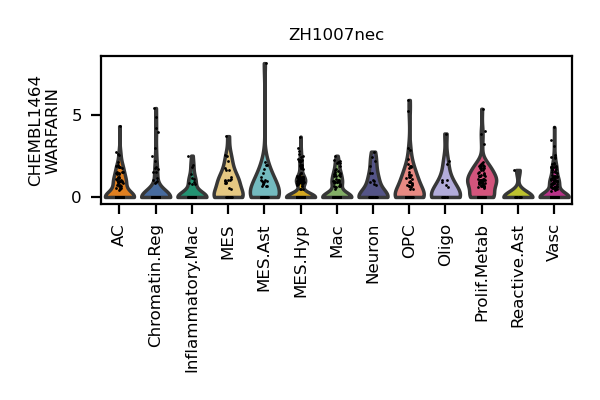 ZH1007nec
CHEMBL1464
WARFARIN
5
0
AC
Chromatin.Reg
Inflammatory.Mac
MES
MES.Ast
MES.Hyp
Mac
Neuron
OPC
Oligo
Prolif.Metab
Reactive.Ast
Vasc